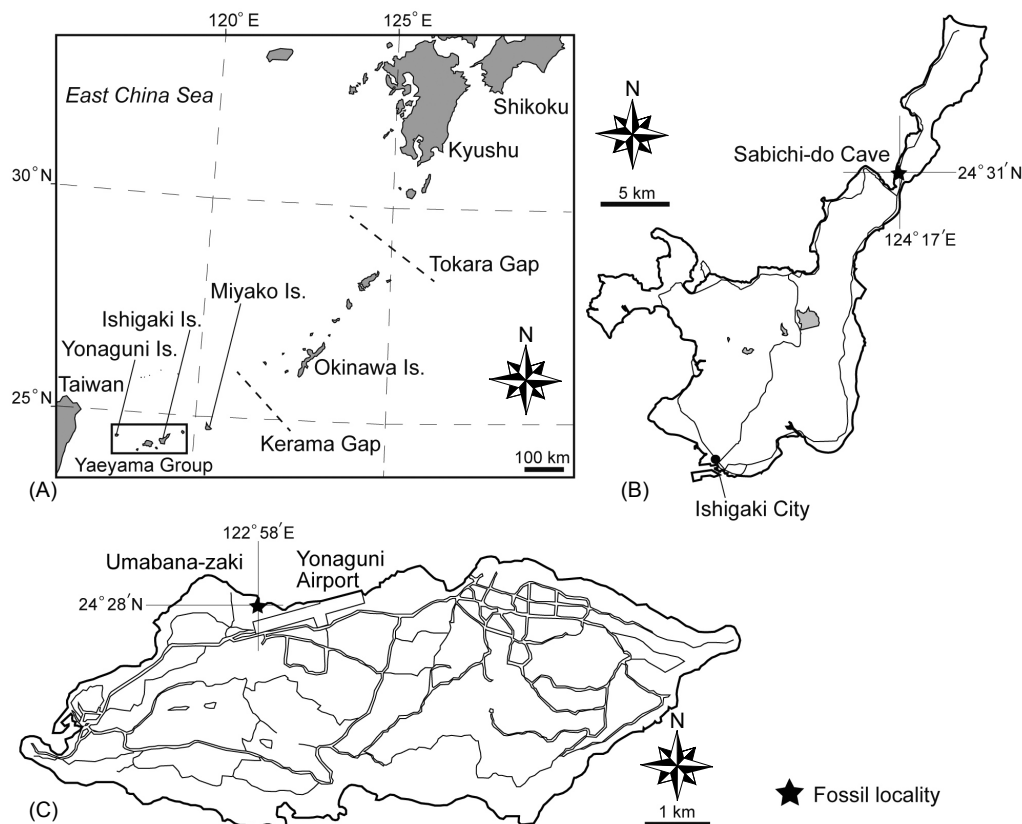 120° E
125° E
East China Sea
Shikoku
Kyushu
30° N
Tokara Gap
Miyako Is.
Ishigaki Is.
Yonaguni Is.
Taiwan
N
Okinawa Is.
25° N
Kerama Gap
Yaeyama Group
100 km
(A)
N
5 km
Sabichi-do Cave
24° 31′ N
124° 17′ E
Ishigaki City
(B)
122° 58′ E
Umabana-zaki
Yonaguni
Airport
24° 28′ N
N
1 km
(C)
Fossil locality